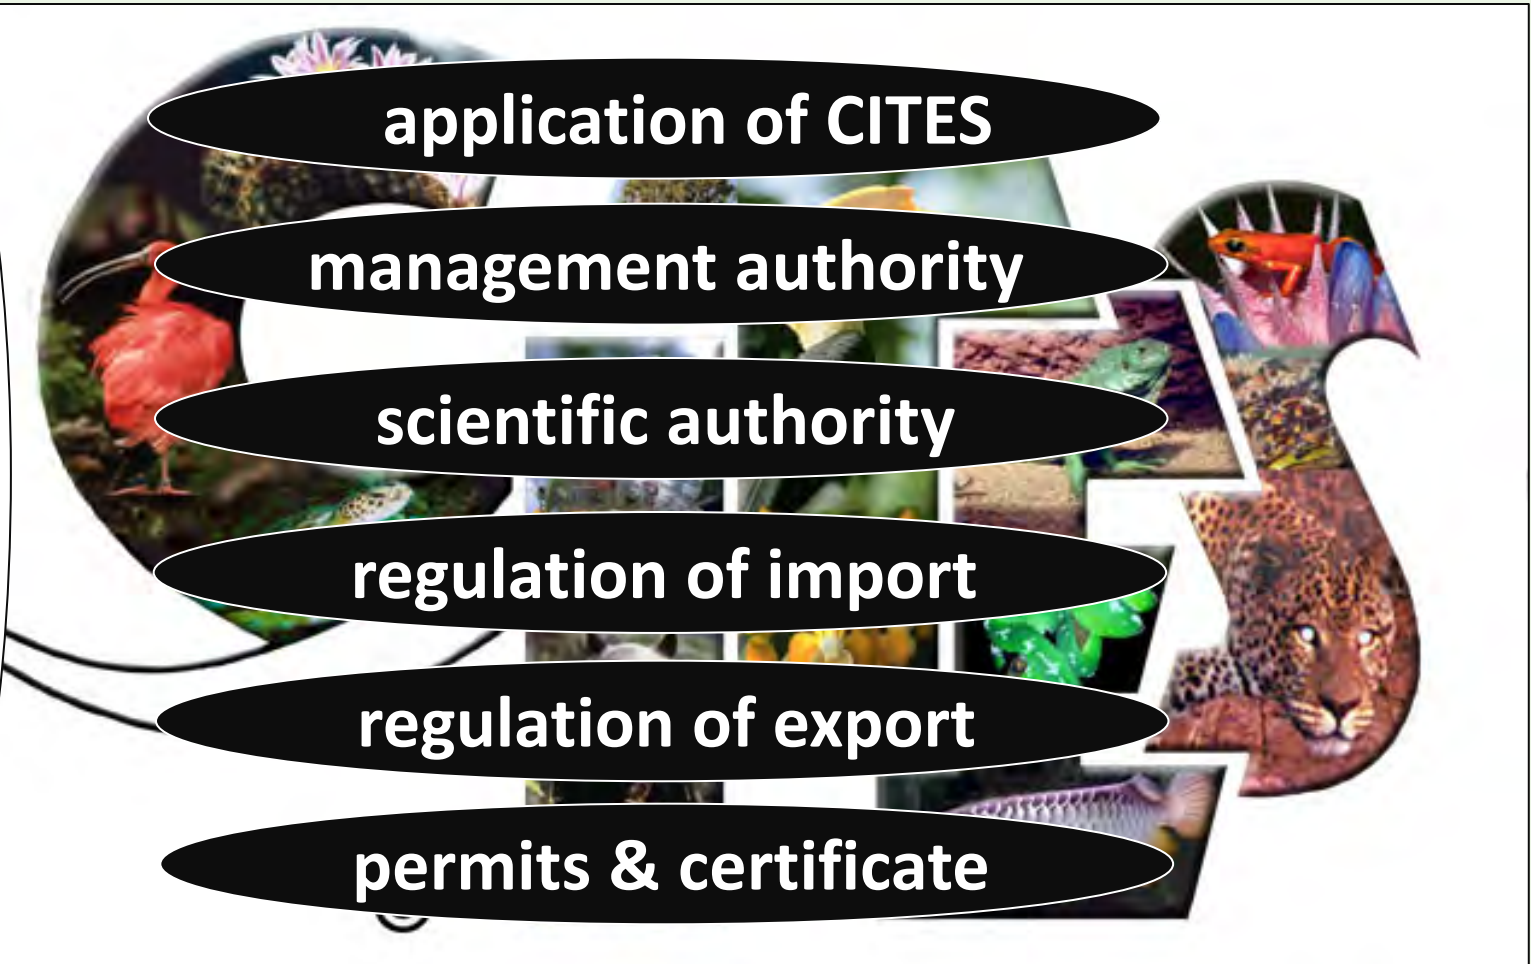 application of CITES
management authority
scientific authority
regulation of import
regulation of export
permits & certificate